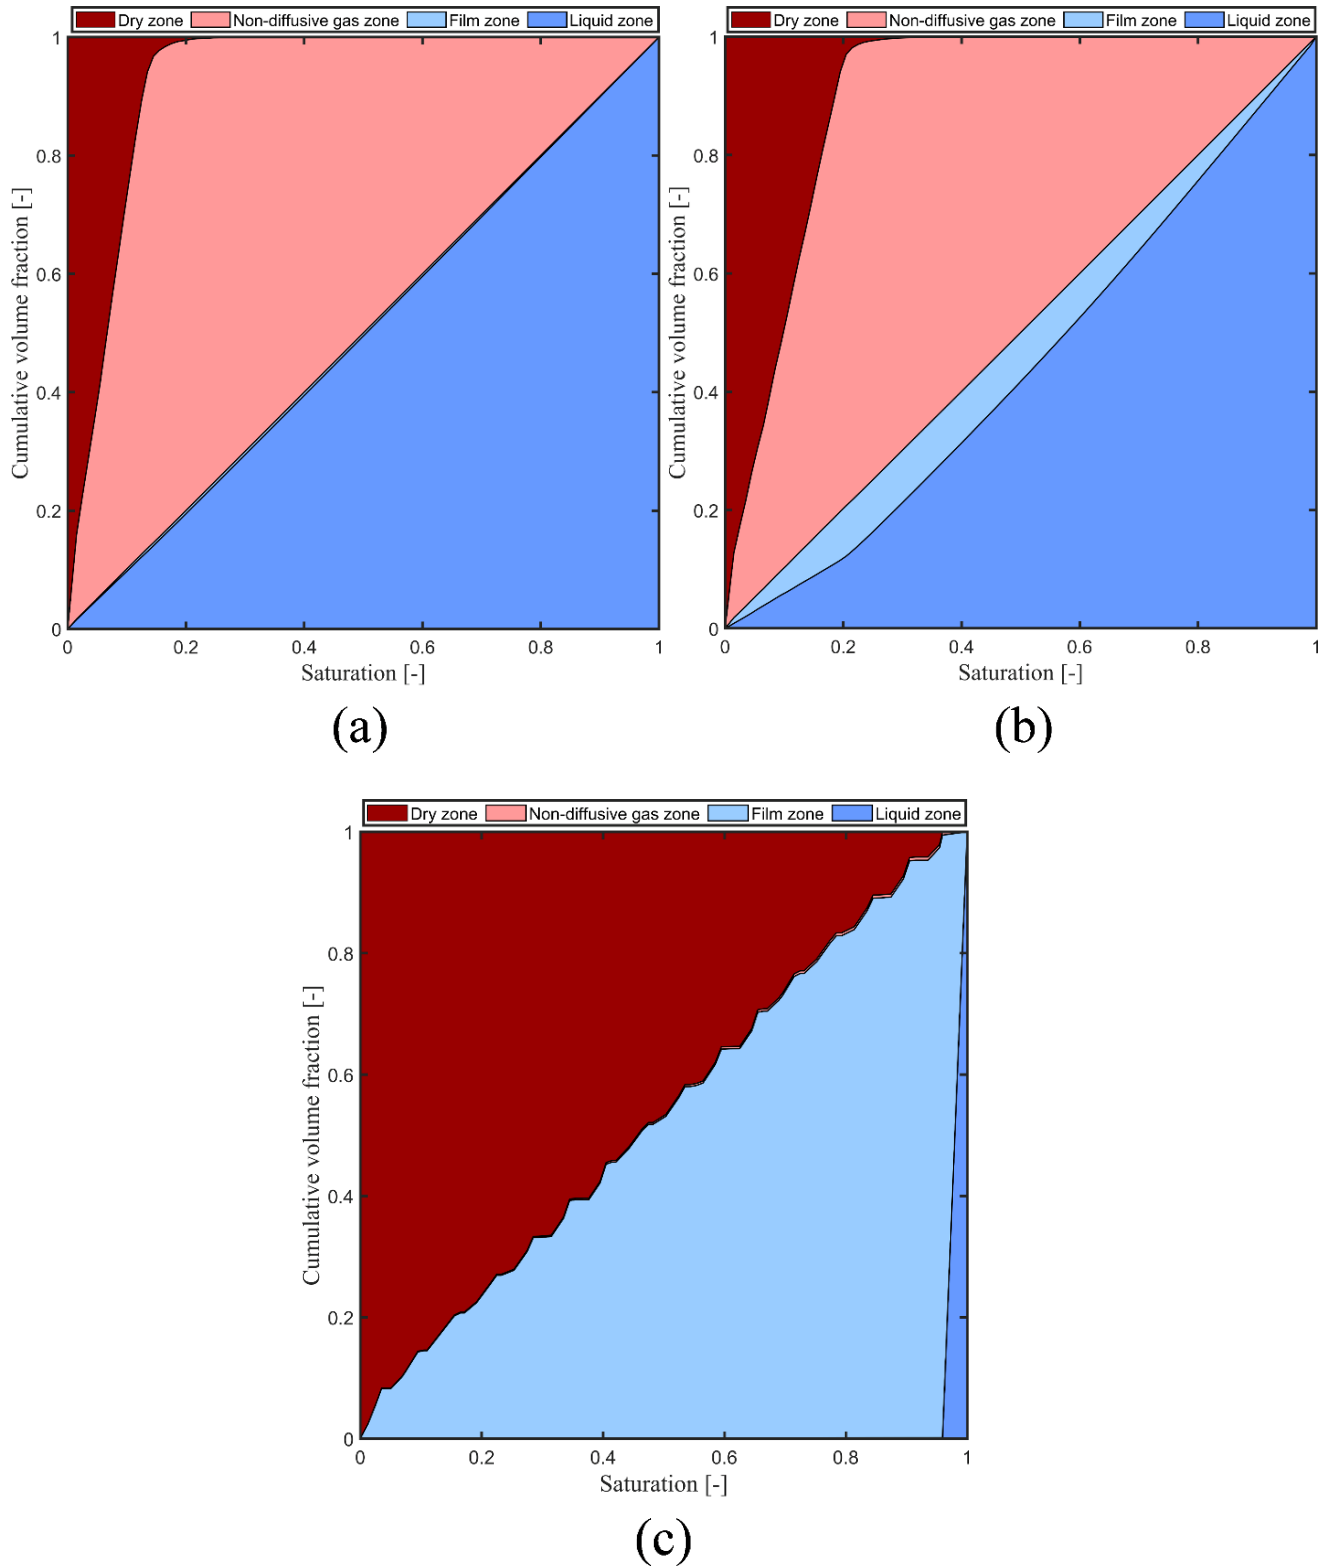 Dry zone Non-diffusive gas zone Film zone Liquid zone
1
0.8
0.6
0.4
0.2
0
Cumulative volume fraction [-]
0 0.2 0.4 0.6 0.8 1
Saturation [-]
(a)
Dry zone Non-diffusive gas zone Film zone Liquid zone
1
0.8
0.6
0.4
0.2
0
Cumulative volume fraction [-]
0 0.2 0.4 0.6 0.8 1
Saturation [-]
(b)
Dry zone Non-diffusive gas zone Film zone Liquid zone
1
0.8
0.6
0.4
0.2
0
Cumulative volume fraction [-]
0 0.2 0.4 0.6 0.8 1
Saturation [-]
(c)